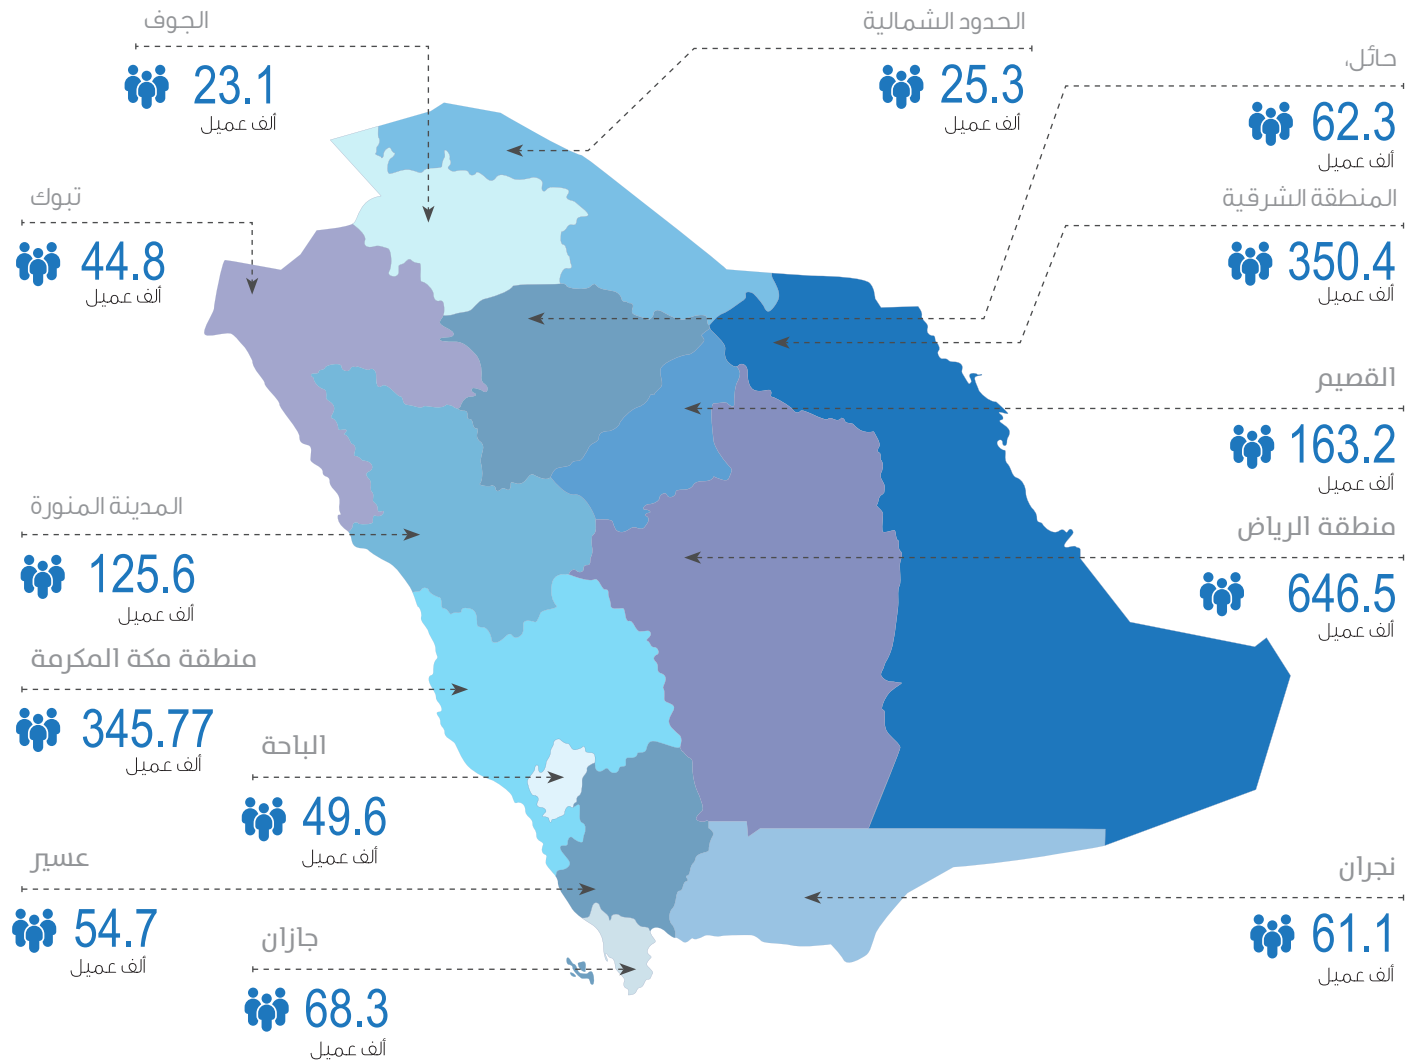 الجوف
23.1
ألف عميل
الحدود الشمالية
25.3
ألف عميل
حائل،
62.3
ألف عميل
تبوك
44.8
ألف عميل
المنطقة الشرقية
350.4
ألف عميل
القصيم
163.2
ألف عميل
المدينة المنورة
125.6
ألف عميل
منطقة الرياض
646.5
ألف عميل
منطقة مكة المكرمة
345.77
ألف عميل
الباحة
49.6
ألف عميل
عسير
54.7
ألف عميل
نجران
61.1
ألف عميل
جازان
68.3
ألف عميل